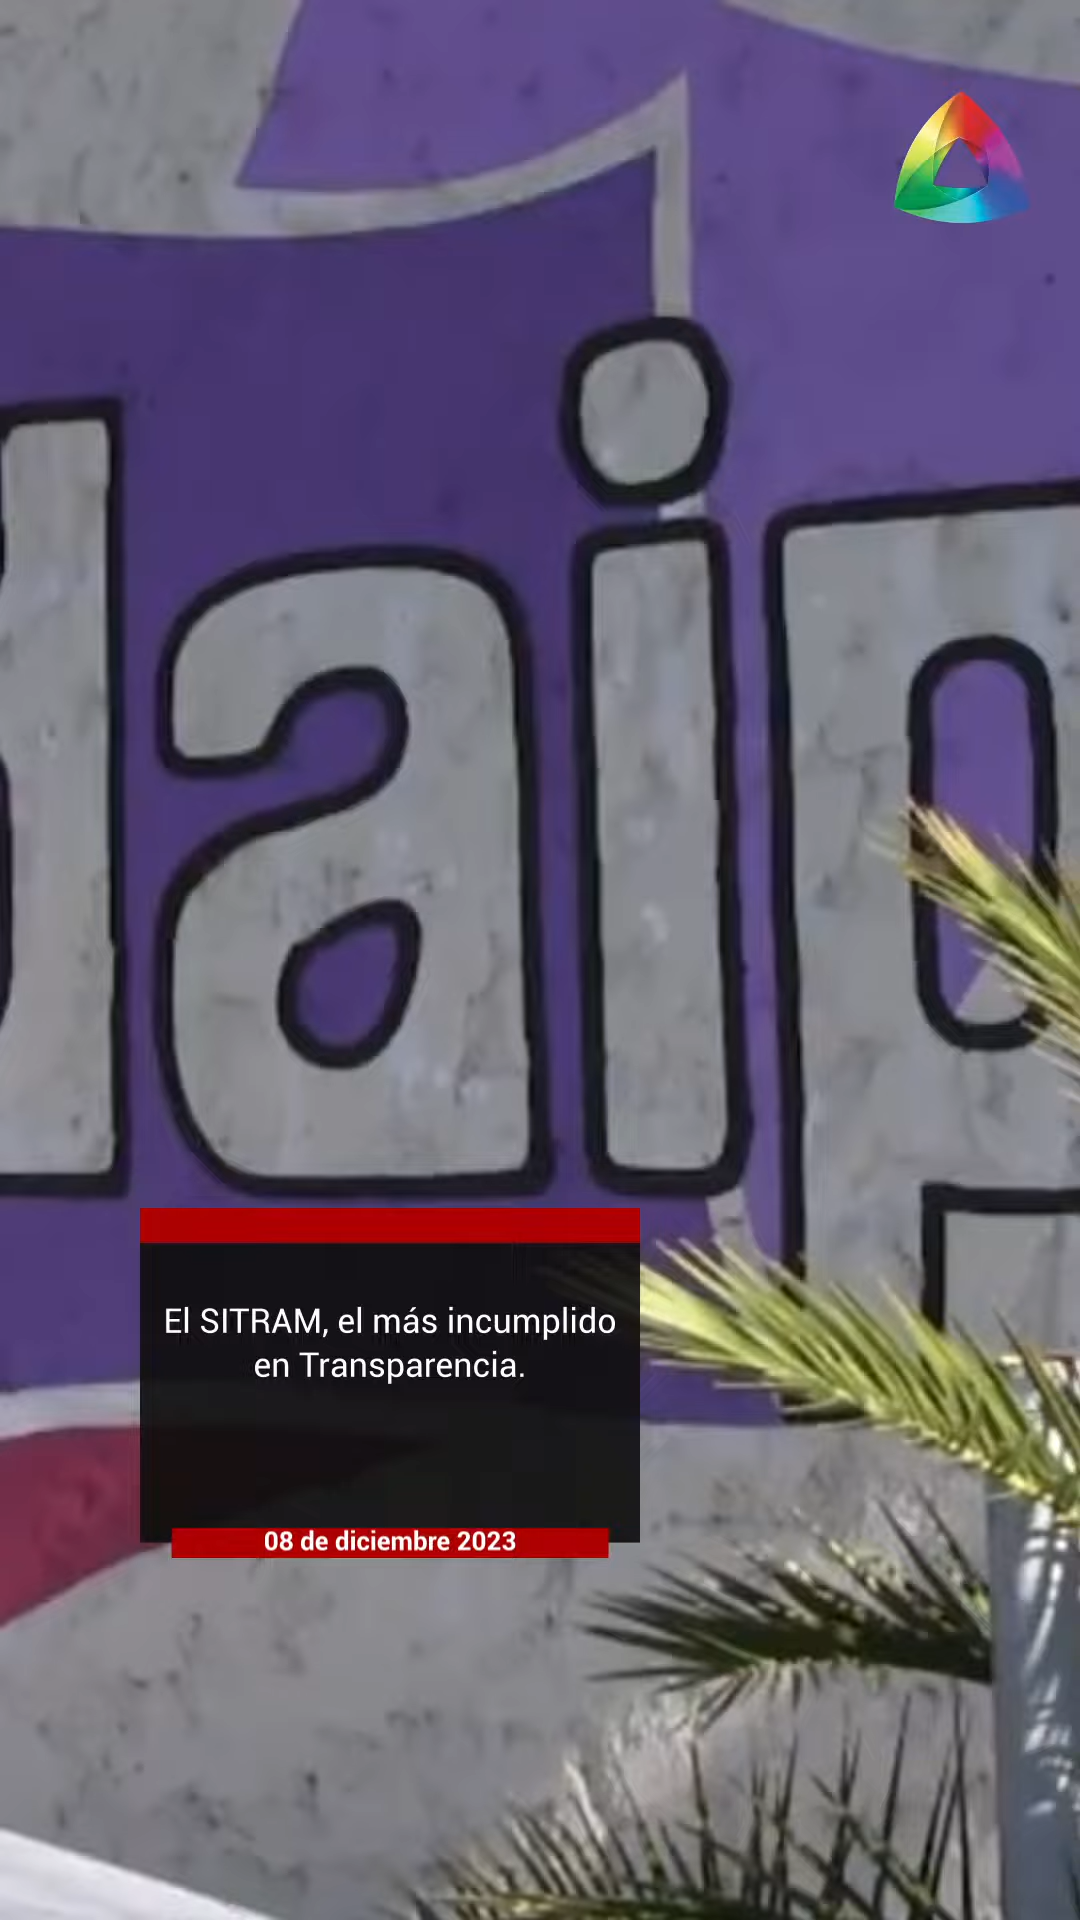 daip
El SITRAM, el más incumplido
en Transparencia.
08 de diciembre 2023